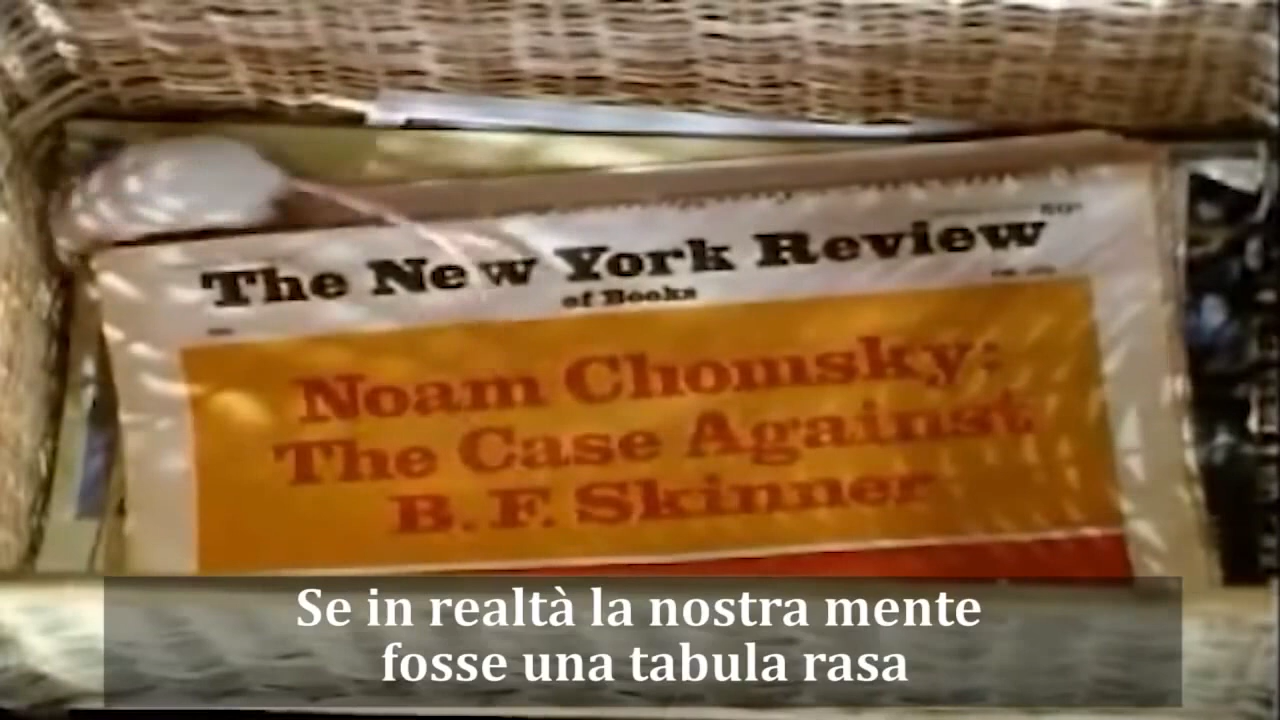 The New York Review
of Books
Noam Chomsky:
The Case Against
B. F. Skinner
Se in realtà la nostra mente
fosse una tabula rasa